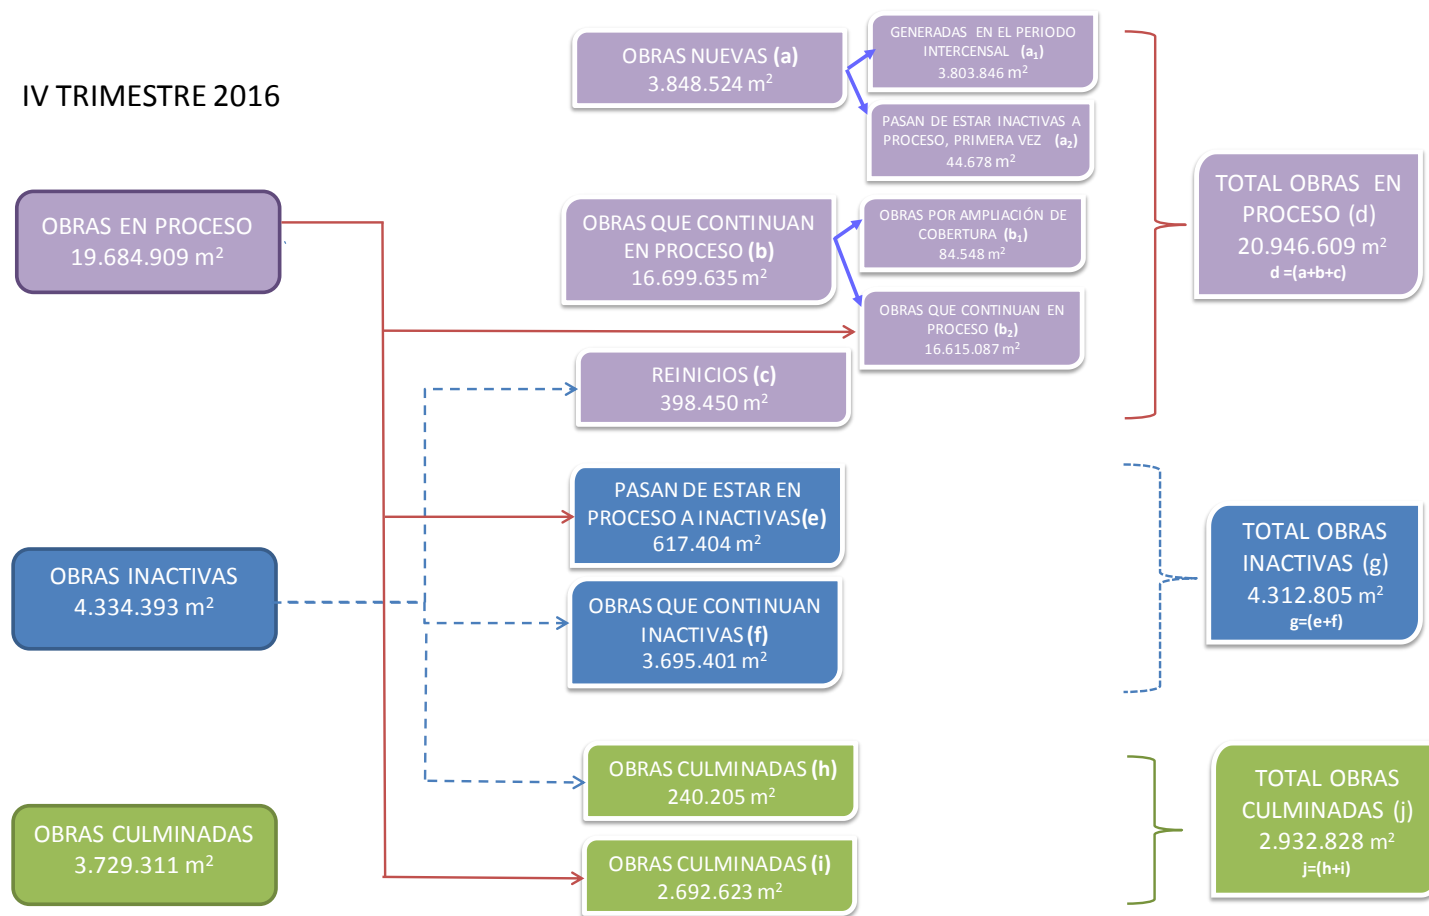 IV TRIMESTRE 2016
OBRAS EN PROCESO
19.684.909 m²
OBRAS INACTIVAS
4.334.393 m²
OBRAS CULMINADAS
3.729.311 m²
OBRAS NUEVAS (a)
3.848.524 m²
GENERADAS EN EL PERIODO
INTERCENSAL (a₁)
3.803.846 m²
PASAN DE ESTAR INACTIVAS A
PROCESO, PRIMERA VEZ (a₂)
44.678 m²
OBRAS QUE CONTINUAN
EN PROCESO (b)
16.699.635 m²
OBRAS POR AMPLIACIÓN DE
COBERTURA (b₁)
84.548 m²
OBRAS QUE CONTINUAN EN
PROCESO (b₂)
16.615.087 m²
REINICIOS (c)
398.450 m²
PASAN DE ESTAR EN
PROCESO A INACTIVAS(e)
617.404 m²
OBRAS QUE CONTINUAN
INACTIVAS (f)
3.695.401 m²
OBRAS CULMINADAS (h)
240.205 m²
OBRAS CULMINADAS (i)
2.692.623 m²
TOTAL OBRAS EN
PROCESO (d)
20.946.609 m²
d =(a+b+c)
TOTAL OBRAS
INACTIVAS (g)
4.312.805 m²
g=(e+f)
TOTAL OBRAS
CULMINADAS (j)
2.932.828 m²
j=(h+i)